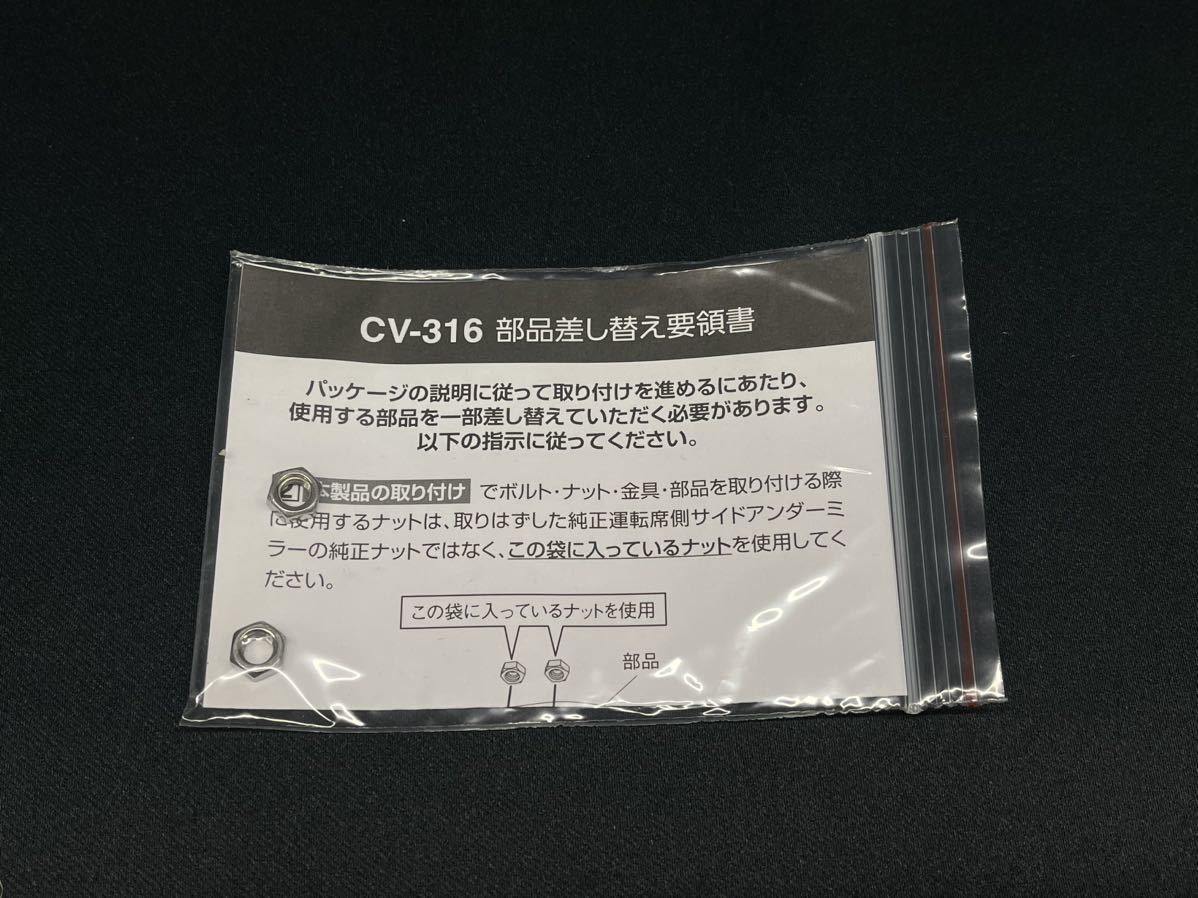 CV-316 部品差し替え要領書
パッケージの説明に従って取り付けを進めるにあたり、
使用する部品を一部差し替えていただく必要があります。
以下の指示に従ってください。
本製品の取り付け でボルト・ナット・金具・部品を取り付ける際
に使用するナットは、取りはずした純正運転席側サイドアンダーミ
ラーの純正ナットではなく、この袋に入っているナットを使用してく
ださい。
この袋に入っているナットを使用
部品